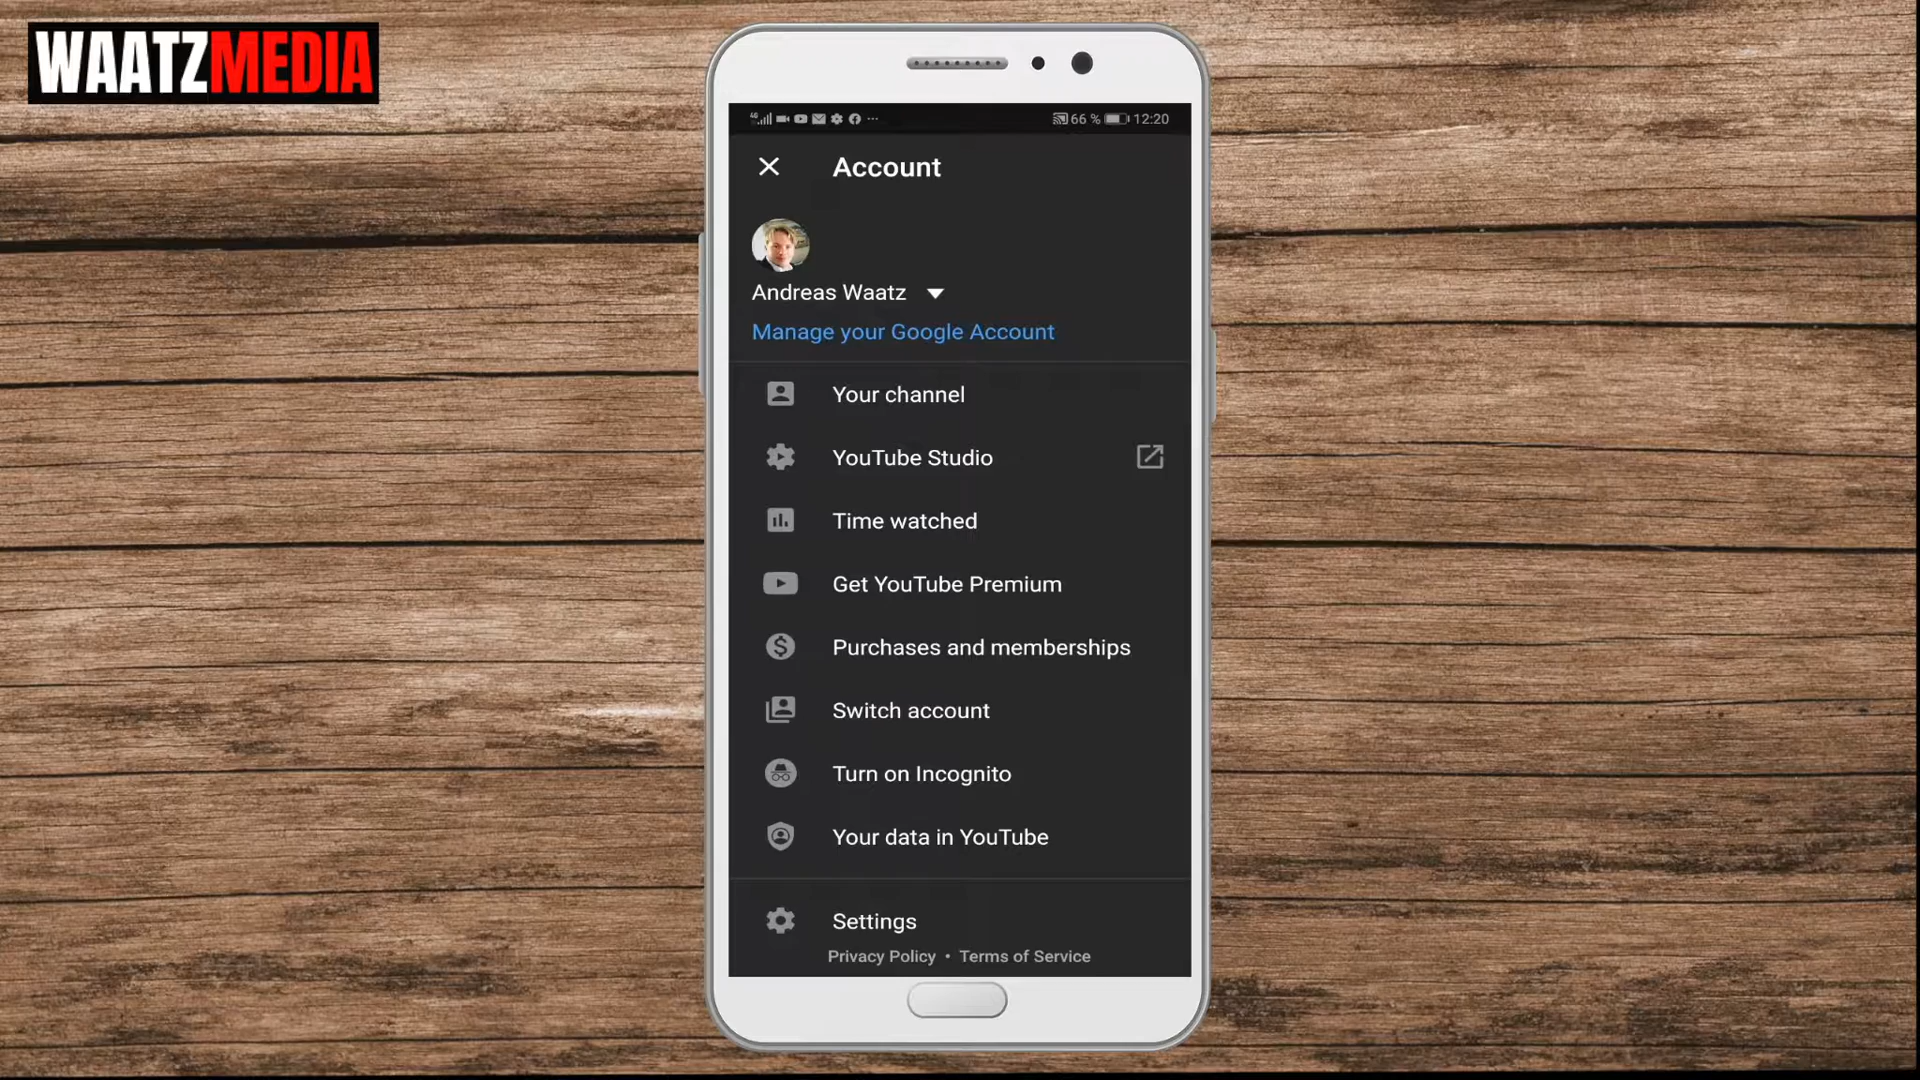 WAATZMEDIA
4G 66 % 12:20
Account
Andreas Waatz
Manage your Google Account
Your channel
YouTube Studio
Time watched
Get YouTube Premium
Purchases and memberships
Switch account
Turn on Incognito
Your data in YouTube
Settings
Privacy Policy • Terms of Service